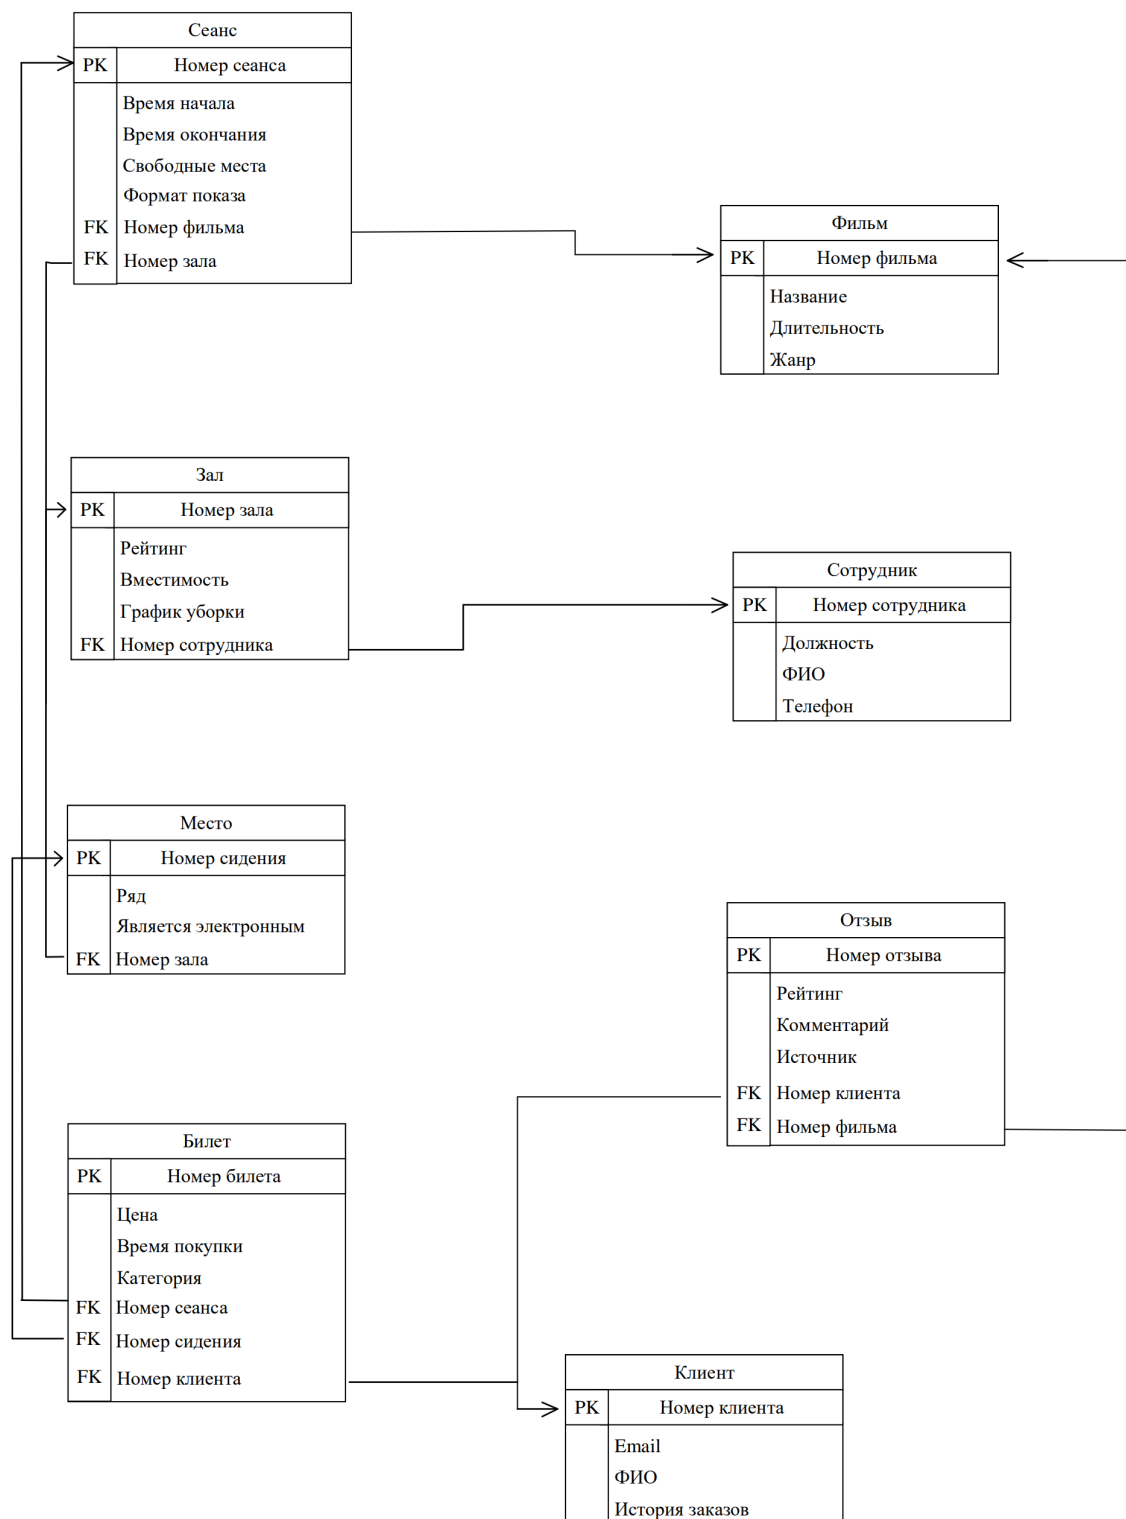 Сеанс
PK Номер сеанса
Время начала
Время окончания
Свободные места
Формат показа
FK Номер фильма
FK Номер зала
Фильм
PK Номер фильма
Название
Длительность
Жанр
Зал
PK Номер зала
Рейтинг
Вместимость
График уборки
FK Номер сотрудника
Сотрудник
PK Номер сотрудника
Должность
ФИО
Телефон
Место
PK Номер сидения
Ряд
Является электронным
FK Номер зала
Отзыв
PK Номер отзыва
Рейтинг
Комментарий
Источник
FK Номер клиента
FK Номер фильма
Билет
PK Номер билета
Цена
Время покупки
Категория
FK Номер сеанса
FK Номер сидения
FK Номер клиента
Клиент
PK Номер клиента
Email
ФИО
История заказов